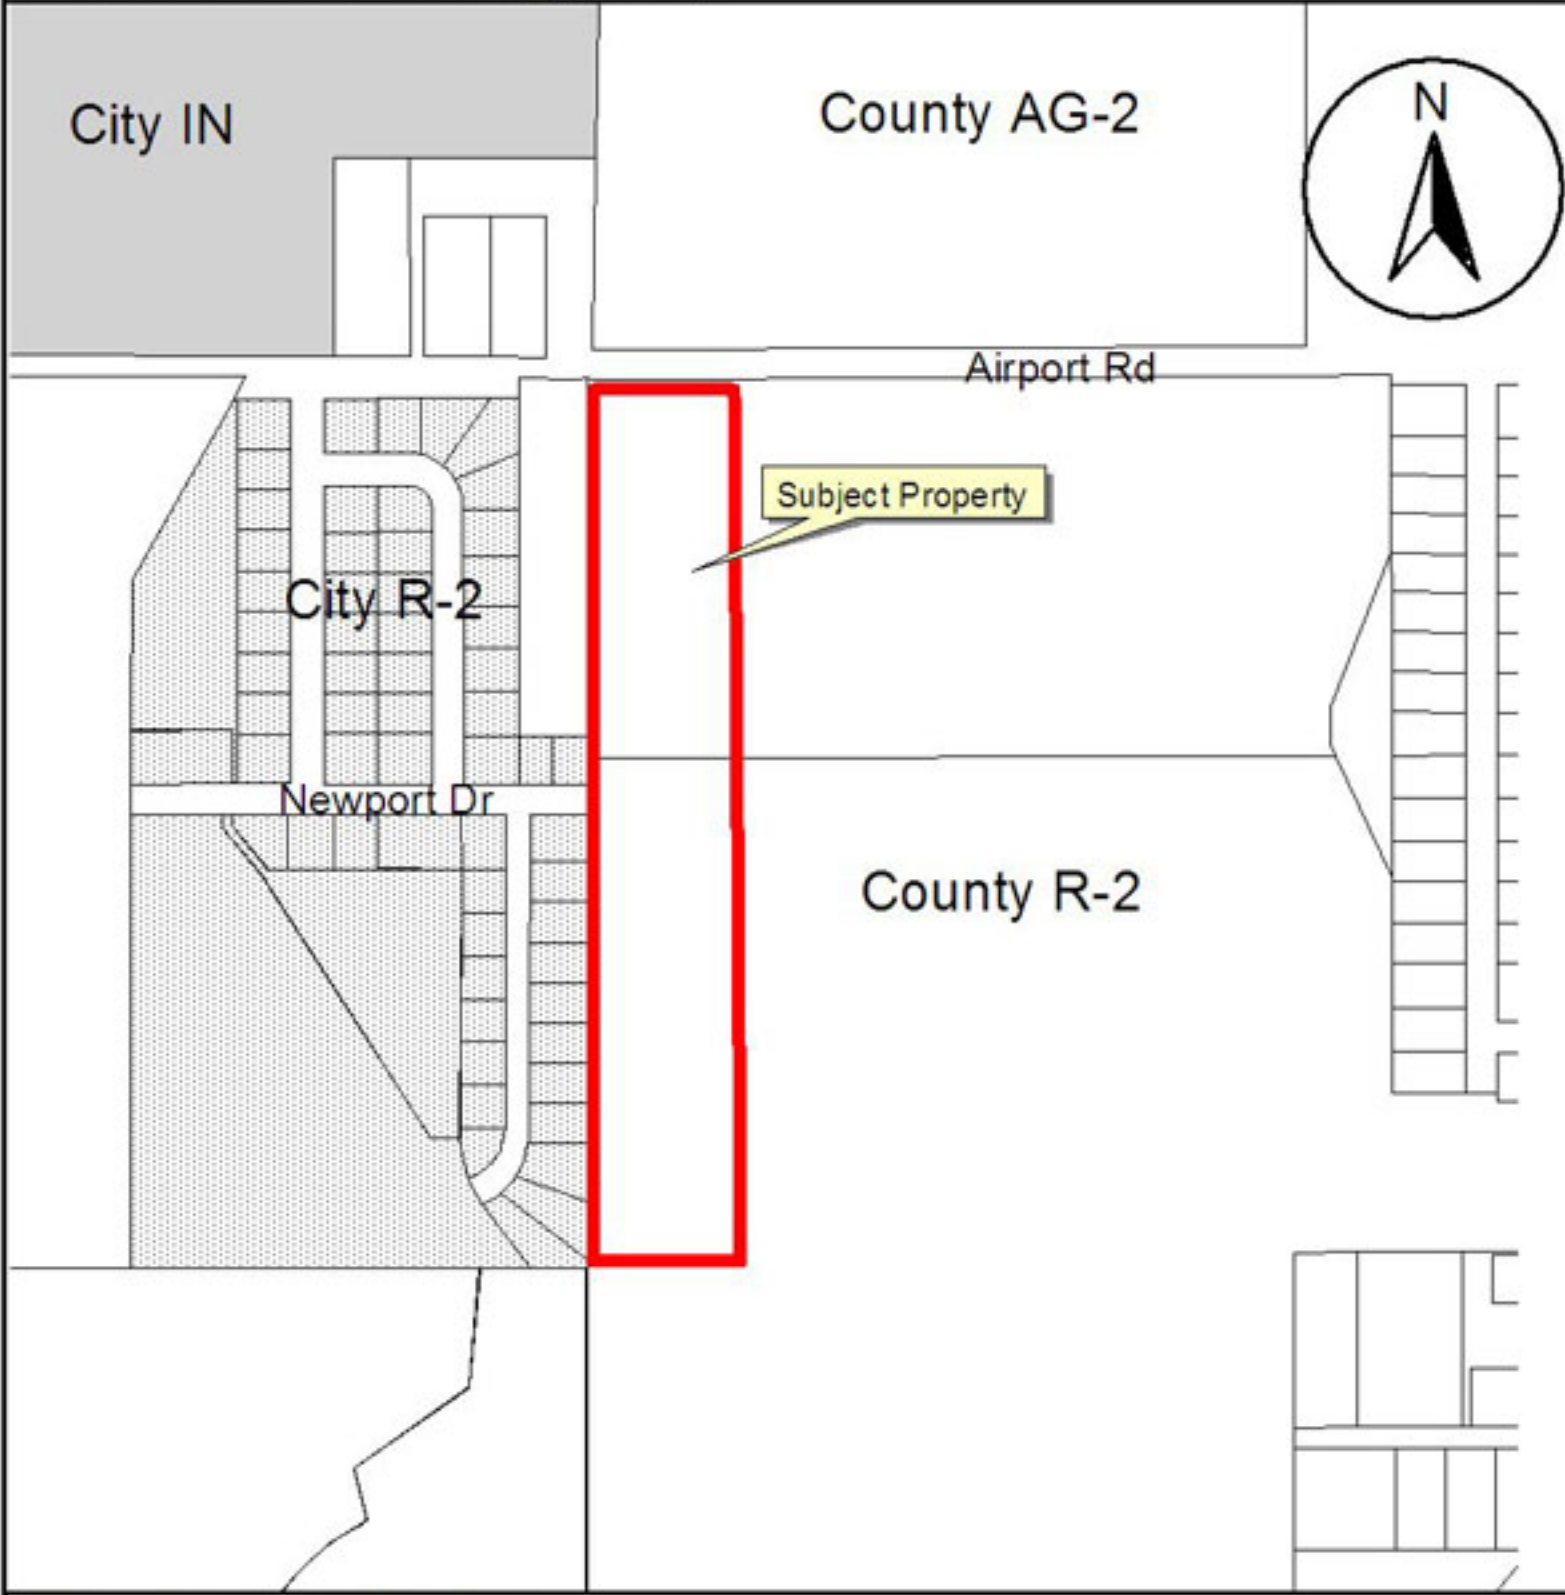 City IN
County AG-2
N
Airport Rd
Subject Property
City R-2
Newport Dr
County R-2